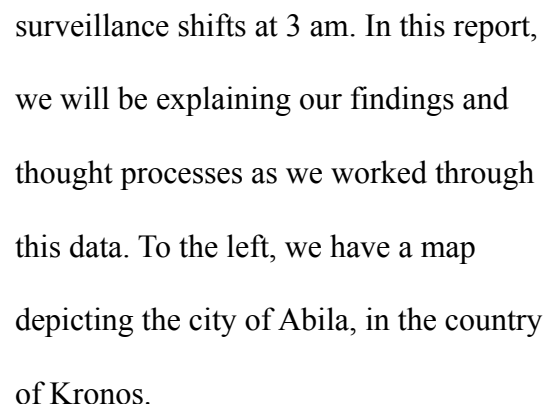 surveillance shifts at 3 am. In this report,
we will be explaining our findings and
thought processes as we worked through
this data. To the left, we have a map
depicting the city of Abila, in the country
of Kronos.